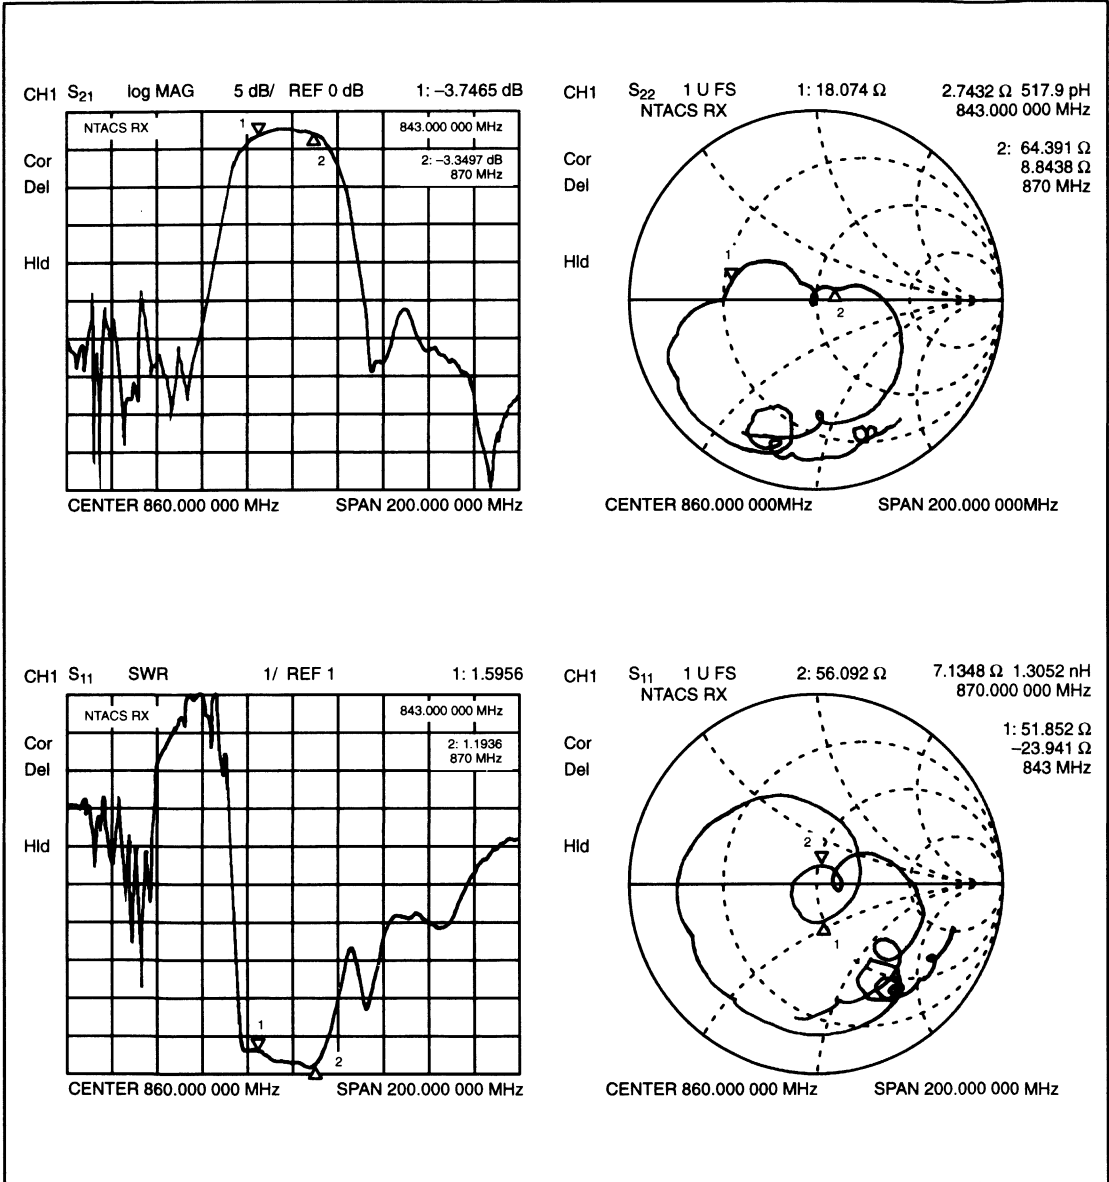 CH1 S21 log MAG 5 dB/ REF 0 dB 1: –3.7465 dB
NTACS RX
843.000 000 MHz
1
2: –3.3497 dB
870 MHz
2
Cor
Del
Hld
CENTER 860.000 000 MHz SPAN 200.000 000 MHz
CH1 S22 1 U FS 1: 18.074 Ω 2.7432 Ω 517.9 pH
NTACS RX 843.000 000 MHz
2: 64.391 Ω
8.8438 Ω
870 MHz
Cor
Del
Hld
1
2
CENTER 860.000 000MHz SPAN 200.000 000MHz
CH1 S11 SWR 1/ REF 1 1: 1.5956
NTACS RX
843.000 000 MHz
2: 1.1936
870 MHz
Cor
Del
Hld
1
2
CENTER 860.000 000 MHz SPAN 200.000 000 MHz
CH1 S11 1 U FS 2: 56.092 Ω 7.1348 Ω 1.3052 nH
NTACS RX 870.000 000 MHz
1: 51.852 Ω
–23.941 Ω
843 MHz
Cor
Del
Hld
2
1
CENTER 860.000 000 MHz SPAN 200.000 000 MHz